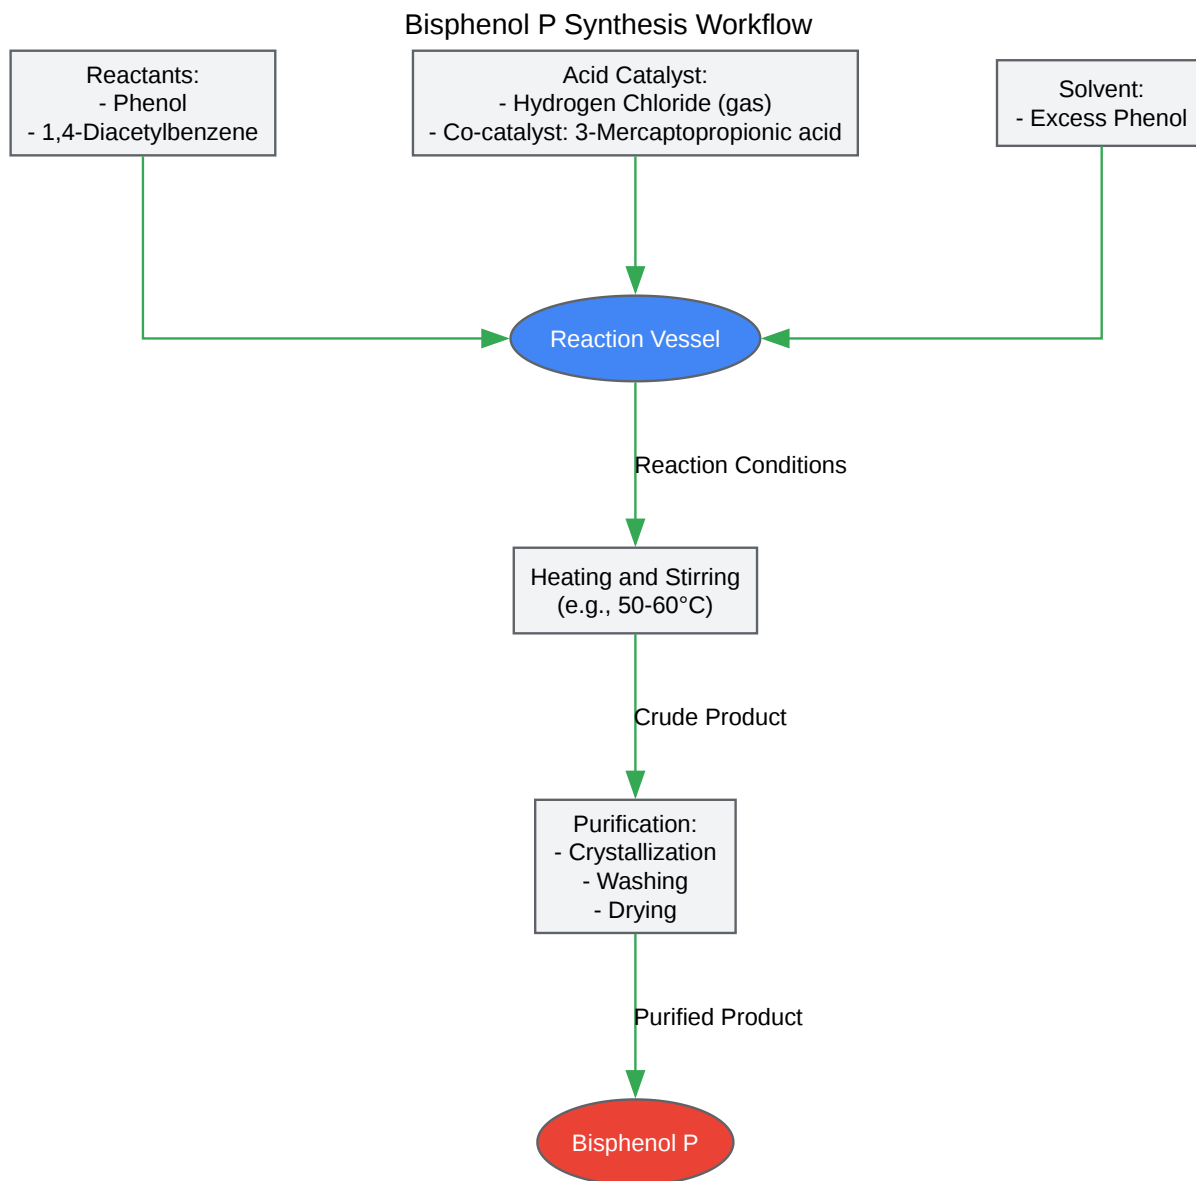 Bisphenol P Synthesis Workflow
Reactants:
- Phenol
- 1,4-Diacetylbenzene
Acid Catalyst:
- Hydrogen Chloride (gas)
- Co-catalyst: 3-Mercaptopropionic acid
Solvent:
- Excess Phenol
Reaction Vessel
Reaction Conditions
Heating and Stirring
(e.g., 50-60°C)
Crude Product
Purification:
- Crystallization
- Washing
- Drying
Purified Product
Bisphenol P